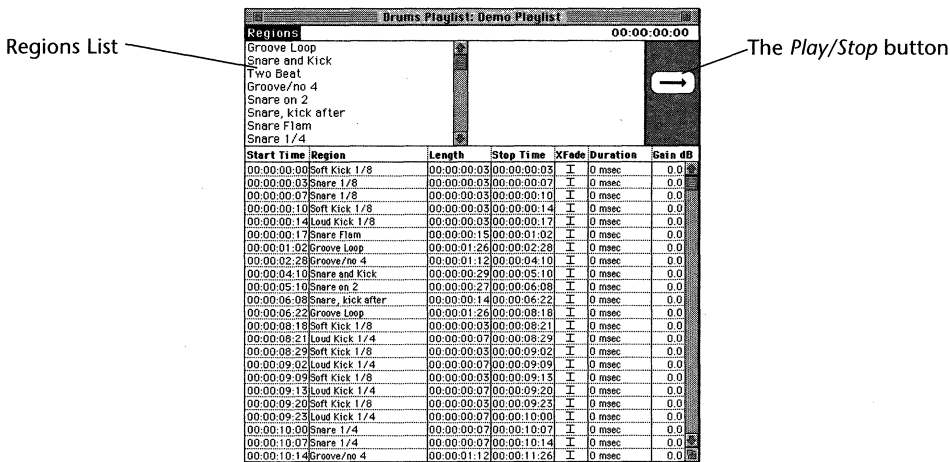 Drums Playlist: Demo Playlist
Regions 00:00:00:00
Regions List
Groove Loop
Snare and Kick
Two Beat
Groove/no 4
Snare on 2
Snare, kick after
Snare Flam
Snare 1/4
The Play/Stop button
Start Time Region Length Stop Time XFade Duration Gain dB
00:00:00:00 Soft Kick 1/8 00:00:00:03 00:00:00:03 0 msec 0.0
00:00:00:03 Snare 1/8 00:00:00:03 00:00:00:07 0 msec 0.0
00:00:00:07 Snare 1/8 00:00:00:03 00:00:00:10 0 msec 0.0
00:00:00:10 Soft Kick 1/8 00:00:00:03 00:00:00:14 0 msec 0.0
00:00:00:14 Loud Kick 1/8 00:00:00:03 00:00:00:17 0 msec 0.0
00:00:00:17 Snare Flam 00:00:00:15 00:00:01:02 0 msec 0.0
00:00:01:02 Groove Loop 00:00:01:26 00:00:02:28 0 msec 0.0
00:00:02:28 Groove/no 4 00:00:01:12 00:00:04:10 0 msec 0.0
00:00:04:10 Snare and Kick 00:00:00:29 00:00:05:10 0 msec 0.0
00:00:05:10 Snare on 2 00:00:00:27 00:00:06:08 0 msec 0.0
00:00:06:08 Snare, kick after 00:00:00:14 00:00:06:22 0 msec 0.0
00:00:06:22 Groove Loop 00:00:01:26 00:00:08:18 0 msec 0.0
00:00:08:18 Soft Kick 1/8 00:00:00:03 00:00:08:21 0 msec 0.0
00:00:08:21 Loud Kick 1/4 00:00:00:07 00:00:08:29 0 msec 0.0
00:00:08:29 Soft Kick 1/8 00:00:00:03 00:00:09:02 0 msec 0.0
00:00:09:02 Loud Kick 1/4 00:00:00:07 00:00:09:09 0 msec 0.0
00:00:09:09 Soft Kick 1/8 00:00:00:03 00:00:09:13 0 msec 0.0
00:00:09:13 Loud Kick 1/4 00:00:00:07 00:00:09:20 0 msec 0.0
00:00:09:20 Soft Kick 1/8 00:00:00:03 00:00:09:23 0 msec 0.0
00:00:09:23 Loud Kick 1/4 00:00:00:07 00:00:10:00 0 msec 0.0
00:00:10:00 Snare 1/4 00:00:00:07 00:00:10:07 0 msec 0.0
00:00:10:07 Snare 1/4 00:00:00:07 00:00:10:14 0 msec 0.0
00:00:10:14 Groove/no 4 00:00:01:12 00:00:11:26 0 msec 0.0